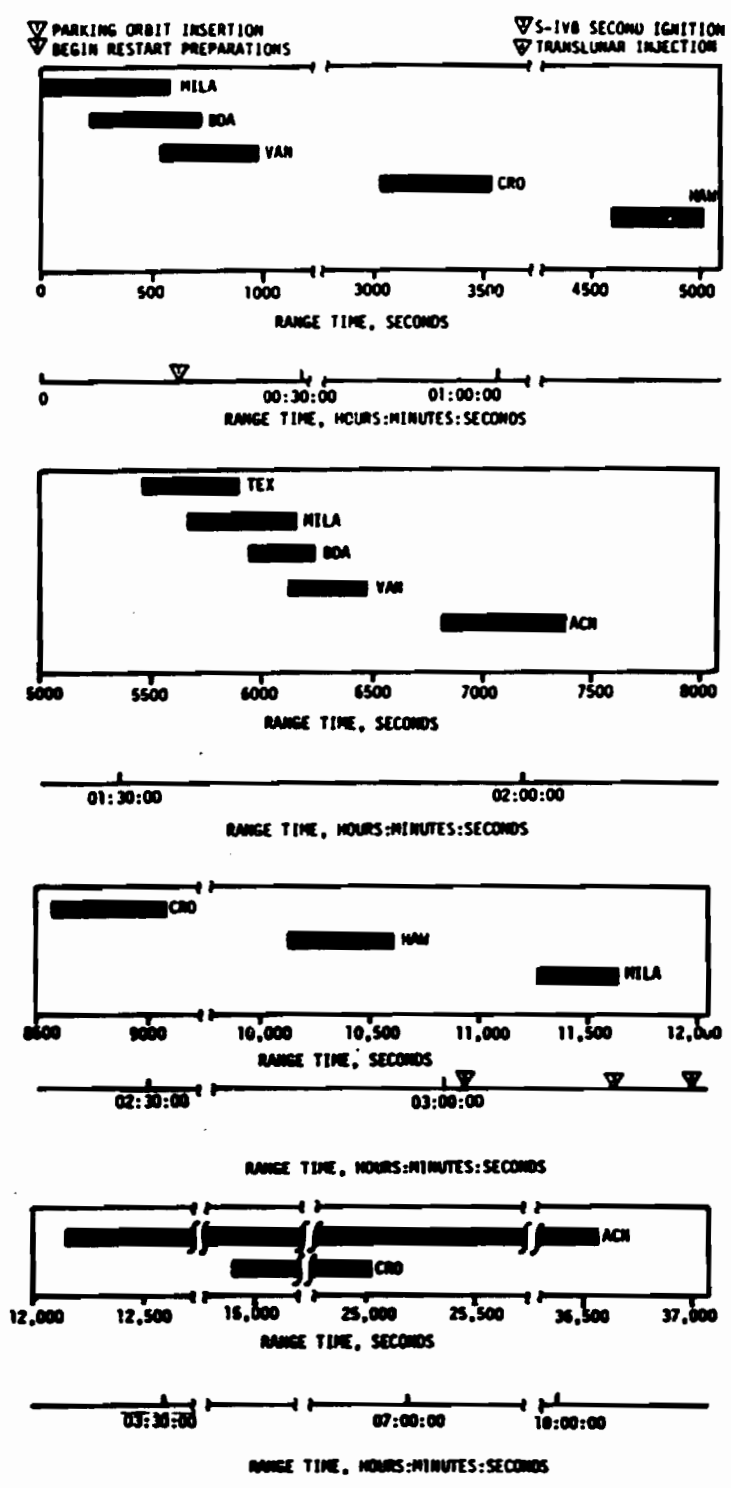 PARKING ORBIT INSERTION
BEGIN RESTART PREPARATIONS
S-IVB SECOND IGNITION
TRANSLUNAR INJECTION
MILA
BDA
VAN
CRO
HAW
0 500 1000 3000 3500 4500 5000
RANGE TIME, SECONDS
0 00:30:00 01:00:00
RANGE TIME, HOURS:MINUTES:SECONDS
TEX
MILA
BDA
VAN
ACN
5000 5500 6000 6500 7000 7500 8000
RANGE TIME, SECONDS
01:30:00 02:00:00
RANGE TIME, HOURS:MINUTES:SECONDS
CRO
HAW
MILA
9000 10,000 10,500 11,000 11,500 12,000
RANGE TIME, SECONDS
02:30:00 03:00:00
RANGE TIME, HOURS:MINUTES:SECONDS
ACN
CRO
12,000 12,500 25,000 25,500 36,500 37,000
RANGE TIME, SECONDS
03:30:00 07:00:00 10:00:00
RANGE TIME, HOURS:MINUTES:SECONDS